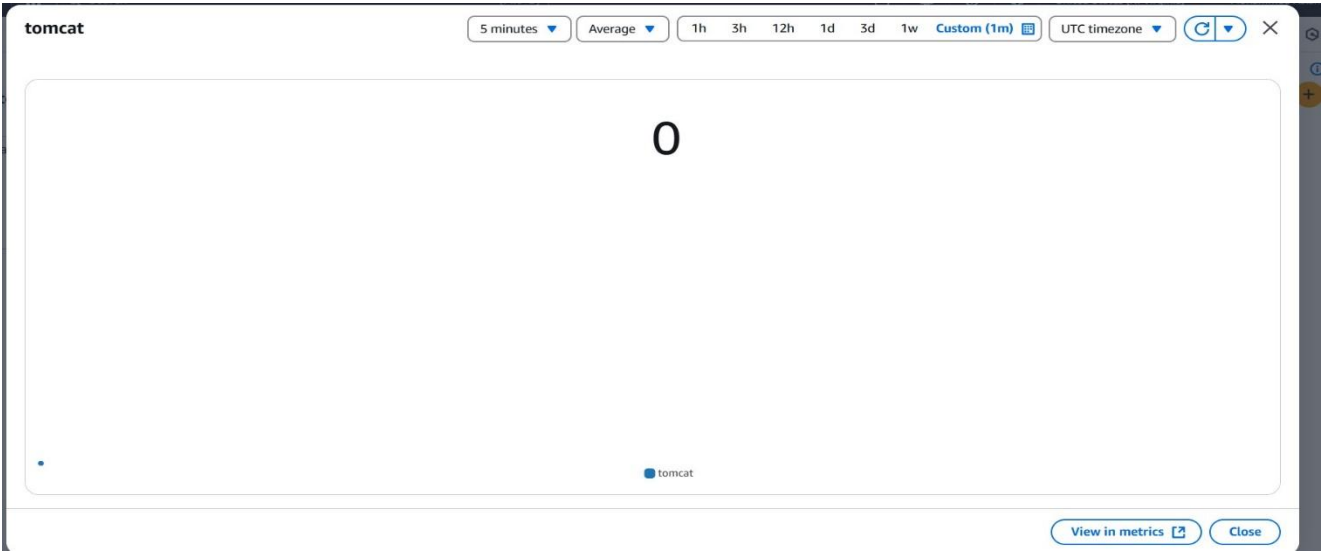 tomcat
5 minutes Average 1h 3h 12h 1d 3d 1w Custom (1m) UTC timezone
0
tomcat
View in metrics Close